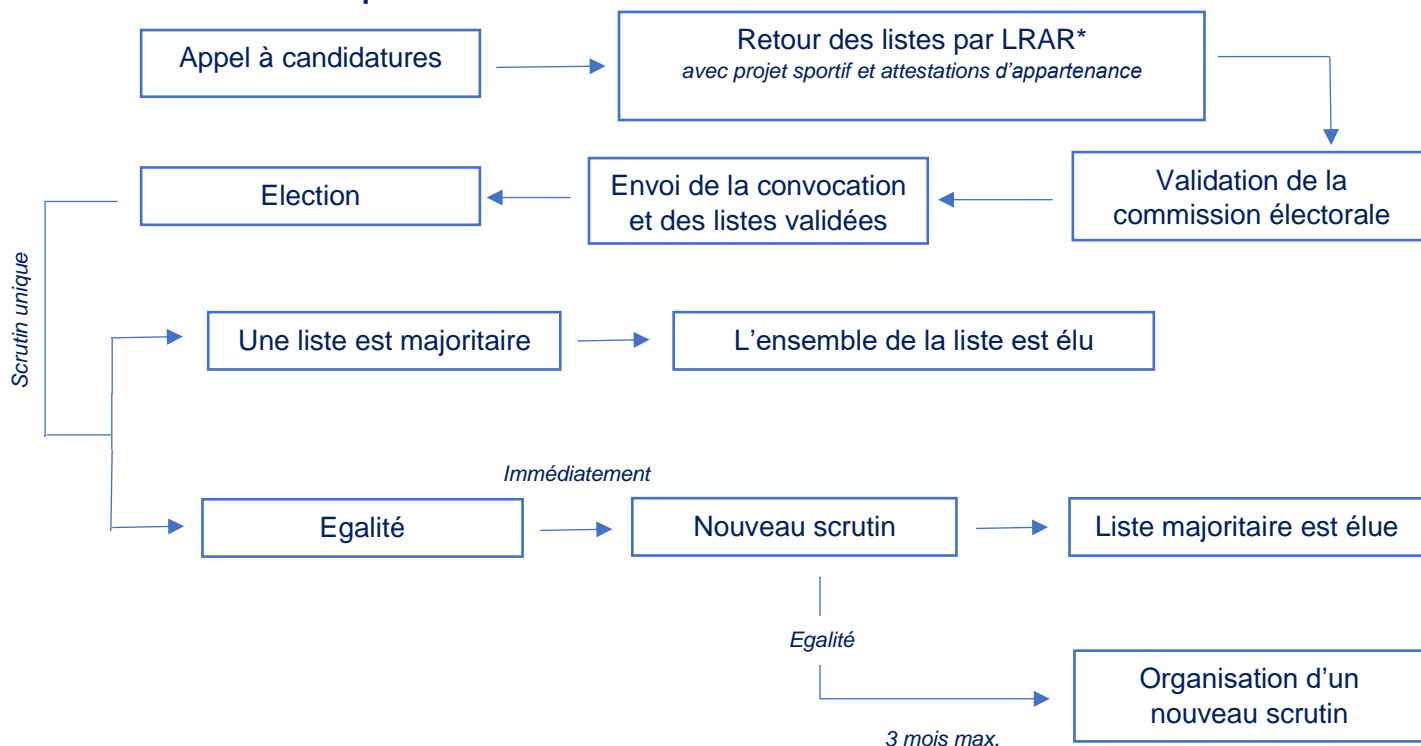 Appel à candidatures
Retour des listes par LRAR*
avec projet sportif et attestations d'appartenance
Election
Envoi de la convocation
et des listes validées
Validation de la
commission électorale
Scrutin unique
Une liste est majoritaire
L'ensemble de la liste est élu
Immédiatement
Egalité
Nouveau scrutin
Liste majoritaire est élue
Egalité
Organisation d'un
nouveau scrutin
3 mois max.